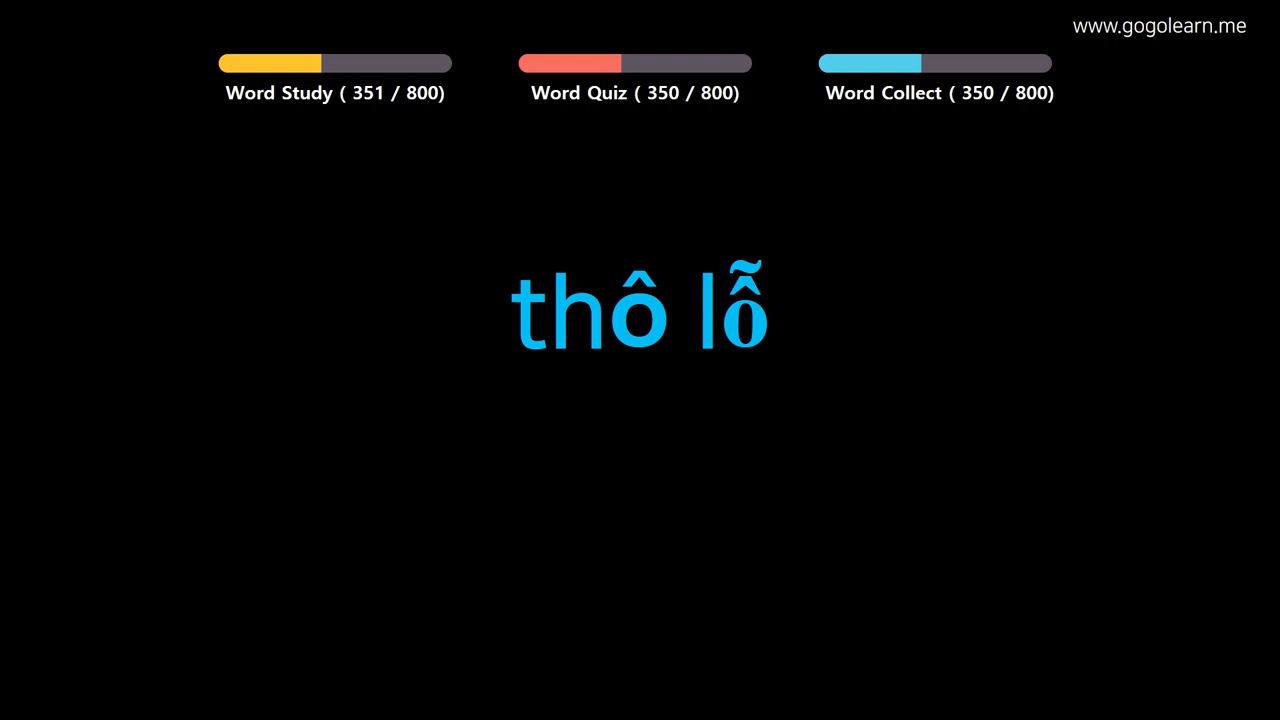 www.gogolearn.me
Word Study ( 351 / 800)
Word Quiz ( 350 / 800)
Word Collect ( 350 / 800)
thô lỗ